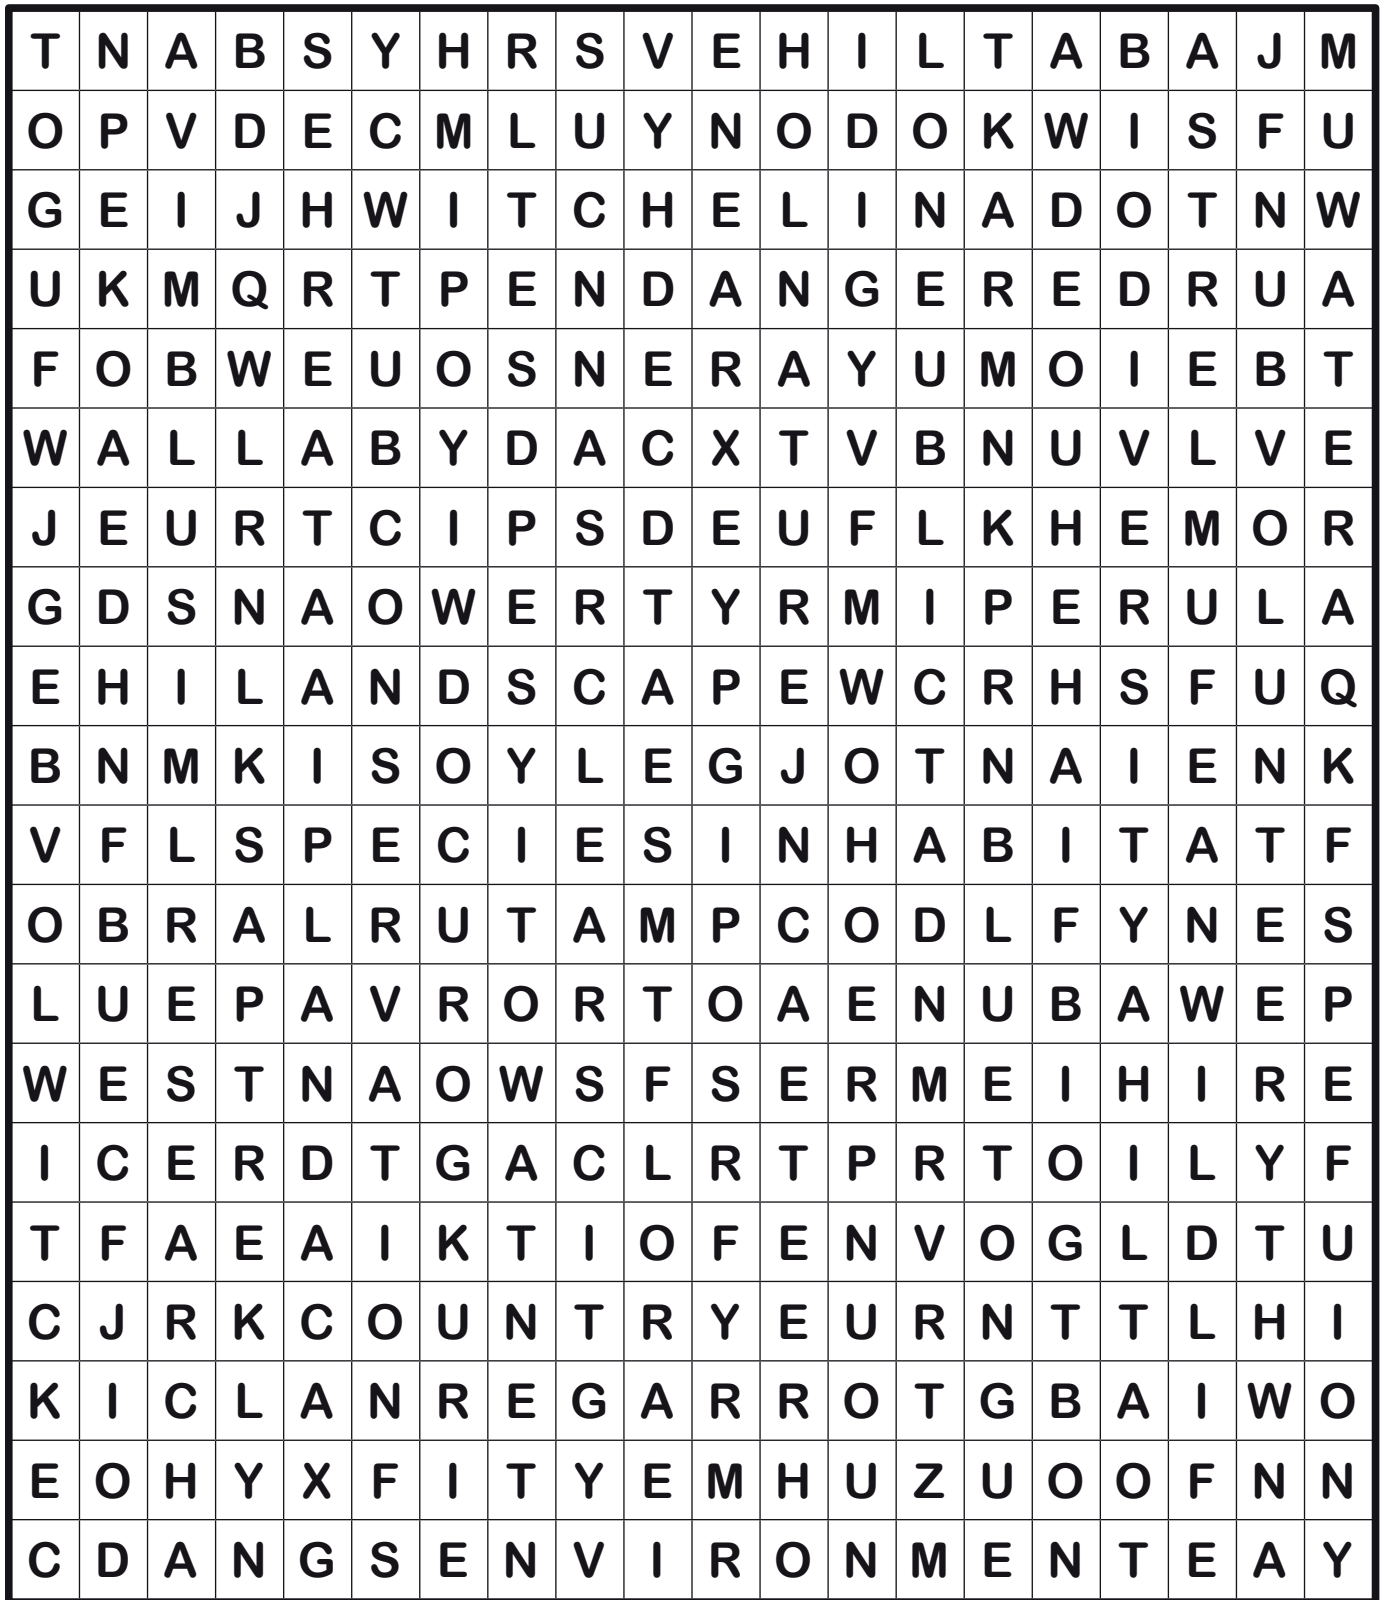 T N A B S Y H R S V E H I L T A B A J M
O P V D E C M L U Y N O D O K W I S F U
G E I J H W I T C H E L I N A D O T N W
U K M Q R T P E N D A N G E R E D R U A
F O B W E U O S N E R A Y U M O I E B T
W A L L A B Y D A C X T V B N U V L V E
J E U R T C I P S D E U F L K H E M O R
G D S N A O W E R T Y R M I P E R U L A
E H I L A N D S C A P E W C R H S F U Q
B N M K I S O Y L E G J O T N A I E N K
V F L S P E C I E S I N H A B I T A T F
O B R A L R U T A M P C O D L F Y N E S
L U E P A V R O R T O A E N U B A W E P
W E S T N A O W S F S E R M E I H I R E
I C E R D T G A C L R T P R T O I L Y F
T F A E A I K T I O F E N V O G L D T U
C J R K C O U N T R Y E U R N T T L H I
K I C L A N R E G A R R O T G B A I W O
E O H Y X F I T Y E M H U Z U O O F N N
C D A N G S E N V I R O N M E N T E A Y